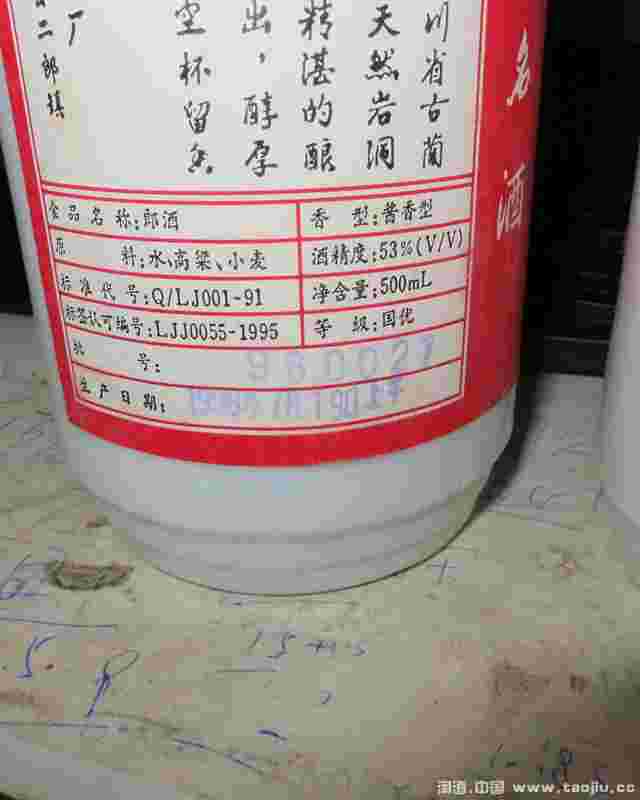 川省古蔺
天然岩洞
精湛的酿
出，醇厚
空杯留香
厂
二郎镇
名酒
食品名称:郎酒
香型:酱香型
原料:水、高粱、小麦
酒精度:53%(V/V)
标准代号:Q/LJ001-91
净含量:500mL
标签认可编号:LJJ0055-1995
等级:国优
批号:
生产日期:
15
5.
淘酒.中国 www.taojiu.cc